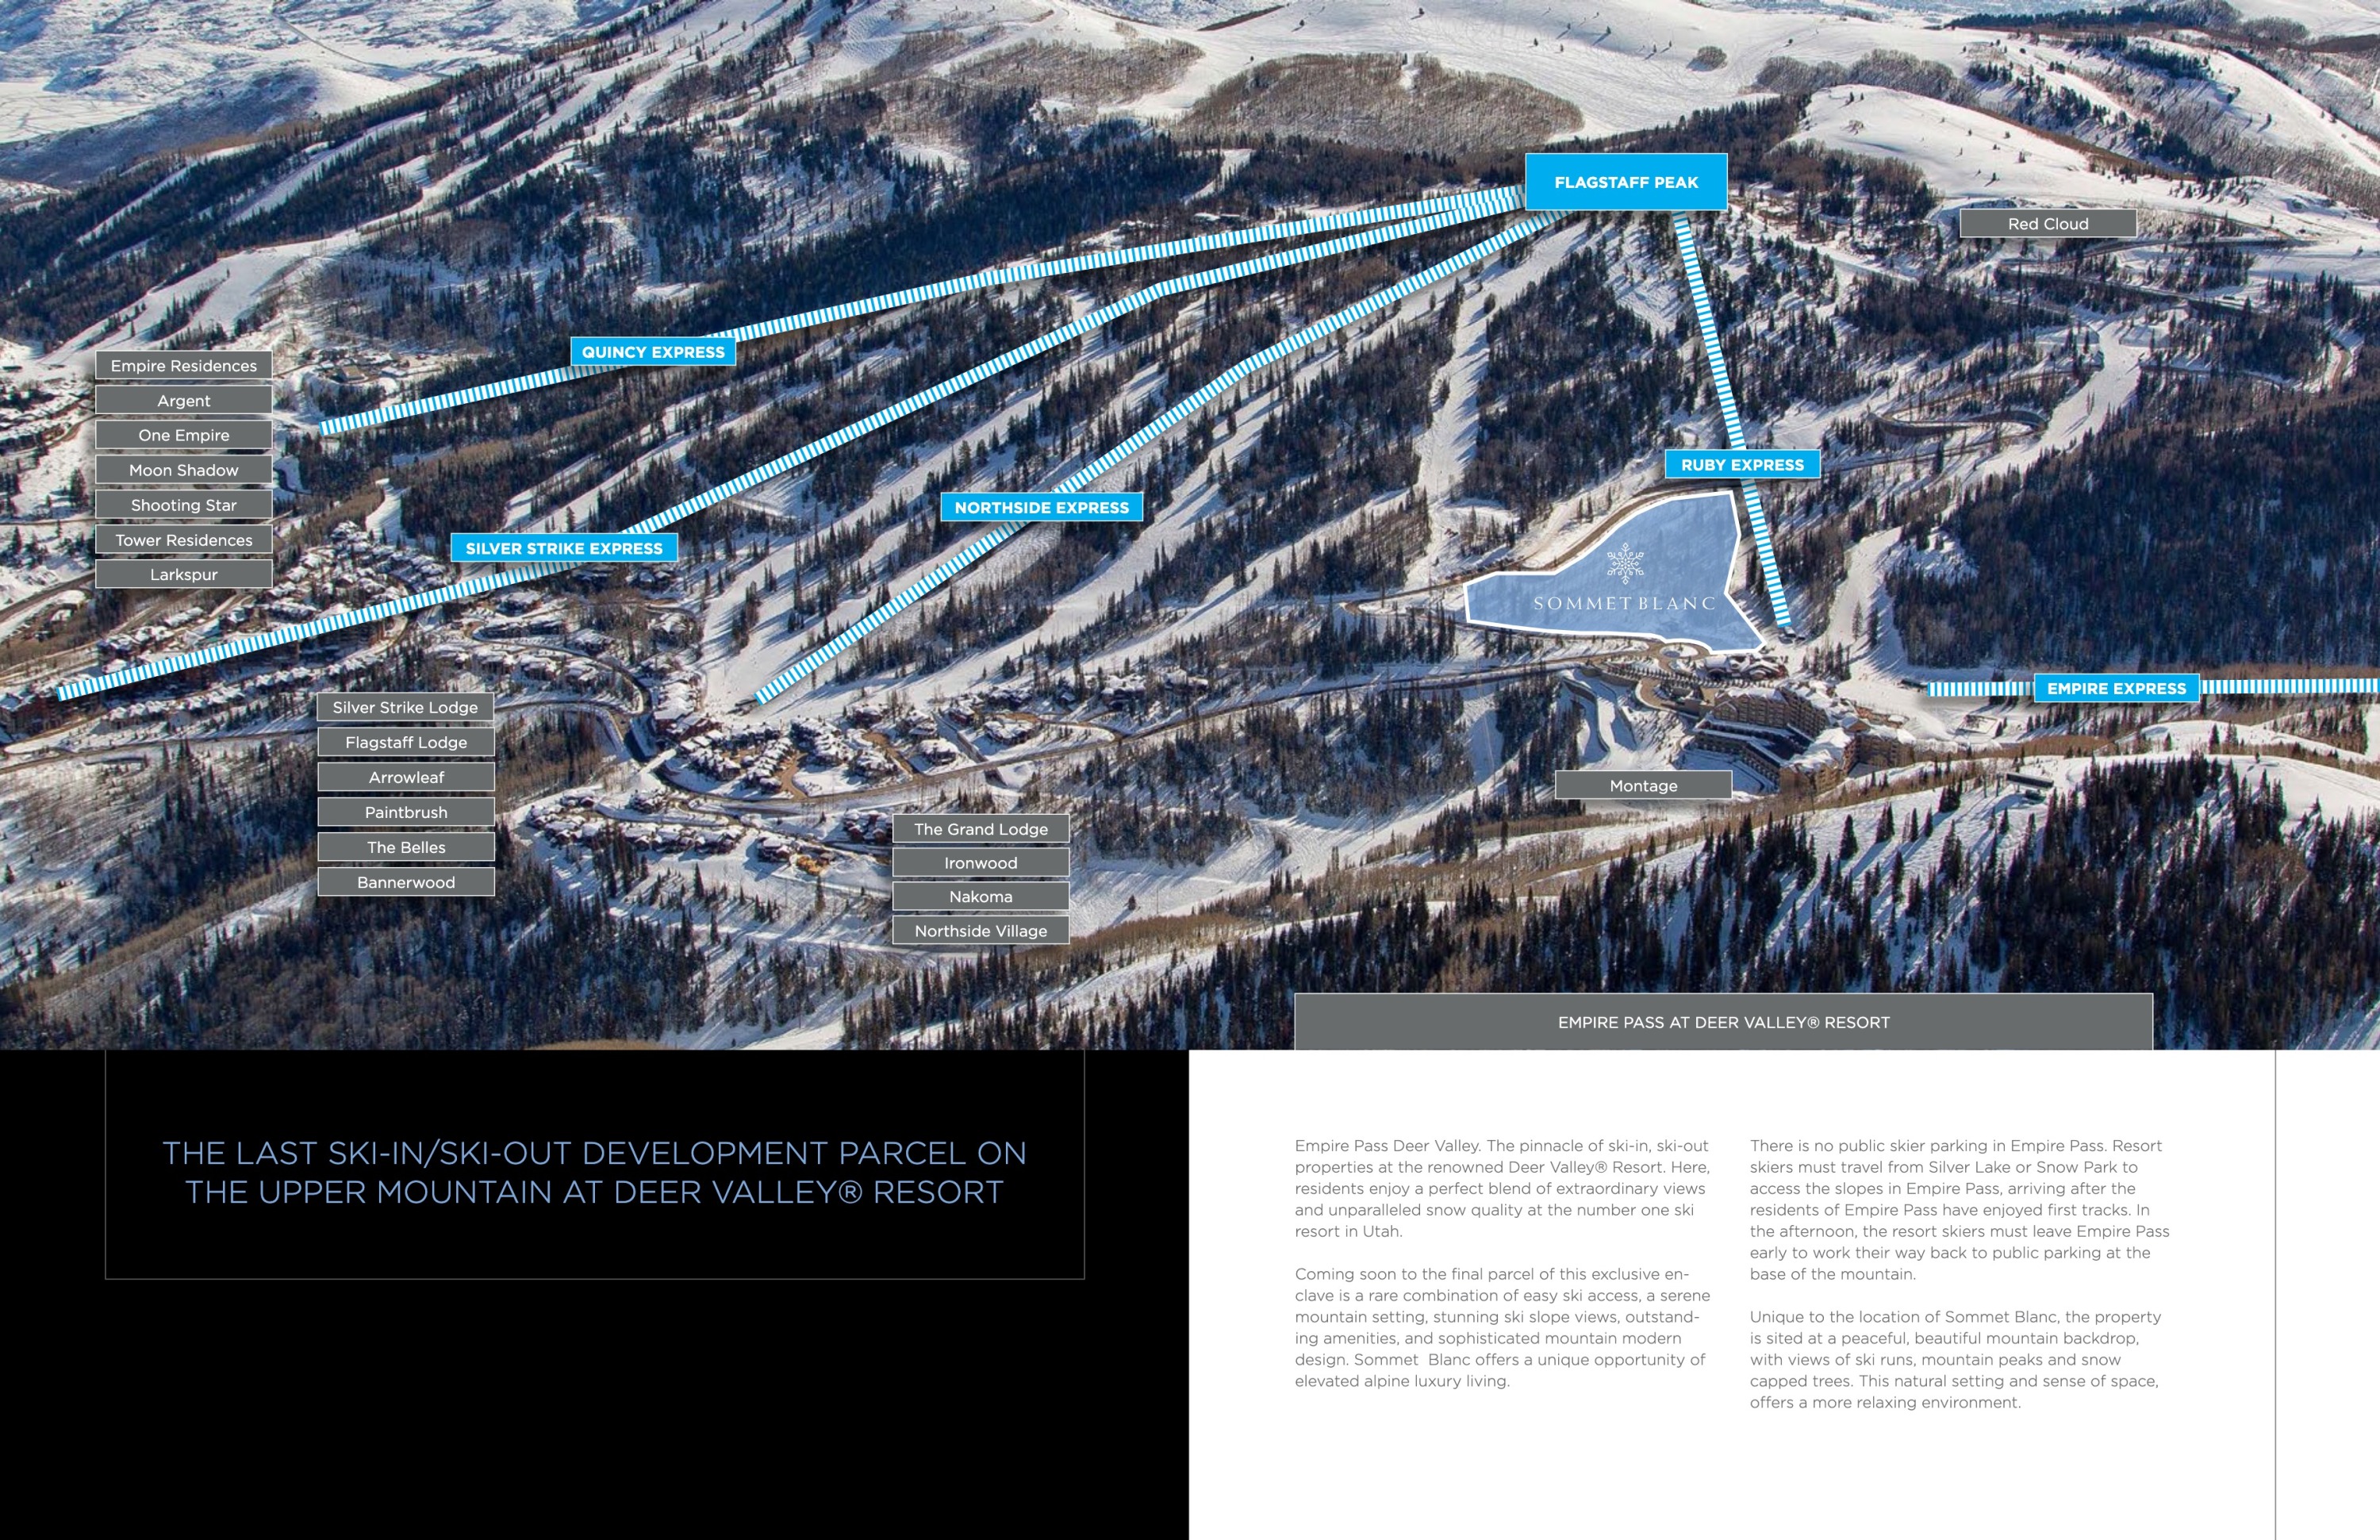 FLAGSTAFF PEAK
Red Cloud
QUINCY EXPRESS
Empire Residences
Argent
One Empire
Moon Shadow
Shooting Star
Tower Residences
Larkspur
RUBY EXPRESS
NORTHSIDE EXPRESS
SILVER STRIKE EXPRESS
SOMMET BLANC
EMPIRE EXPRESS
Silver Strike Lodge
Flagstaff Lodge
Arrowleaf
Paintbrush
The Belles
Bannerwood
Montage
The Grand Lodge
Ironwood
Nakoma
Northside Village
EMPIRE PASS AT DEER VALLEY® RESORT
THE LAST SKI-IN/SKI-OUT DEVELOPMENT PARCEL ON
THE UPPER MOUNTAIN AT DEER VALLEY® RESORT
Empire Pass Deer Valley. The pinnacle of ski-in, ski-out
properties at the renowned Deer Valley® Resort. Here,
residents enjoy a perfect blend of extraordinary views
and unparalleled snow quality at the number one ski
resort in Utah.
Coming soon to the final parcel of this exclusive en-
clave is a rare combination of easy ski access, a serene
mountain setting, stunning ski slope views, outstand-
ing amenities, and sophisticated mountain modern
design. Sommet Blanc offers a unique opportunity of
elevated alpine luxury living.
There is no public skier parking in Empire Pass. Resort
skiers must travel from Silver Lake or Snow Park to
access the slopes in Empire Pass, arriving after the
residents of Empire Pass have enjoyed first tracks. In
the afternoon, the resort skiers must leave Empire Pass
early to work their way back to public parking at the
base of the mountain.
Unique to the location of Sommet Blanc, the property
is sited at a peaceful, beautiful mountain backdrop,
with views of ski runs, mountain peaks and snow
capped trees. This natural setting and sense of space,
offers a more relaxing environment.